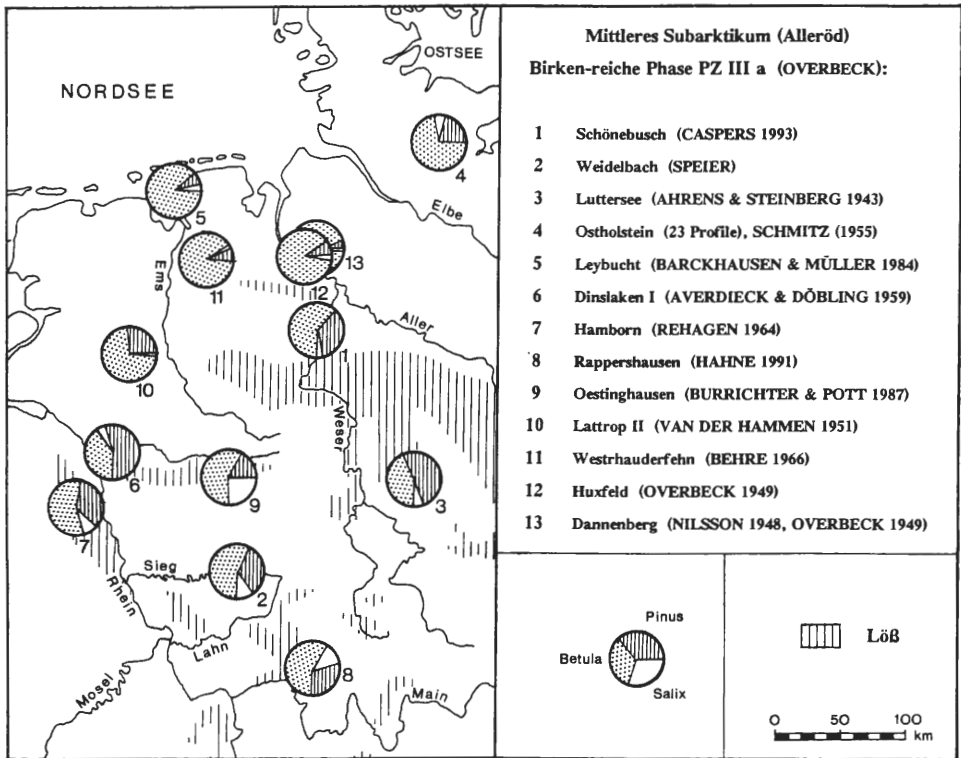 NORDSEE
OSTSEE
4
Elbe
5
Ems
11
13
12
Aller
1
10
Weser
6
9
3
7
Sieg
2
Rhein
Lahn
8
Mosel
Main
Mittleres Subarktikum (Alleröd)
Birken-reiche Phase PZ III a (OVERBECK):
1 Schönebusch (CASPERS 1993)
2 Weidelbach (SPEIER)
3 Luttersee (AHRENS & STEINBERG 1943)
4 Ostholstein (23 Profile), SCHMITZ (1955)
5 Leybucht (BARCKHAUSEN & MÜLLER 1984)
6 Dinslaken I (AVERDIECK & DÖBLING 1959)
7 Hamborn (REHAGEN 1964)
8 Rappershausen (HAHNE 1991)
9 Oestinghausen (BURRICHTER & POTT 1987)
10 Lattrop II (VAN DER HAMMEN 1951)
11 Westrhauderfehn (BEHRE 1966)
12 Huxfeld (OVERBECK 1949)
13 Dannenberg (NILSSON 1948, OVERBECK 1949)
Pinus
Betula
Salix
Löß
0 50 100
km